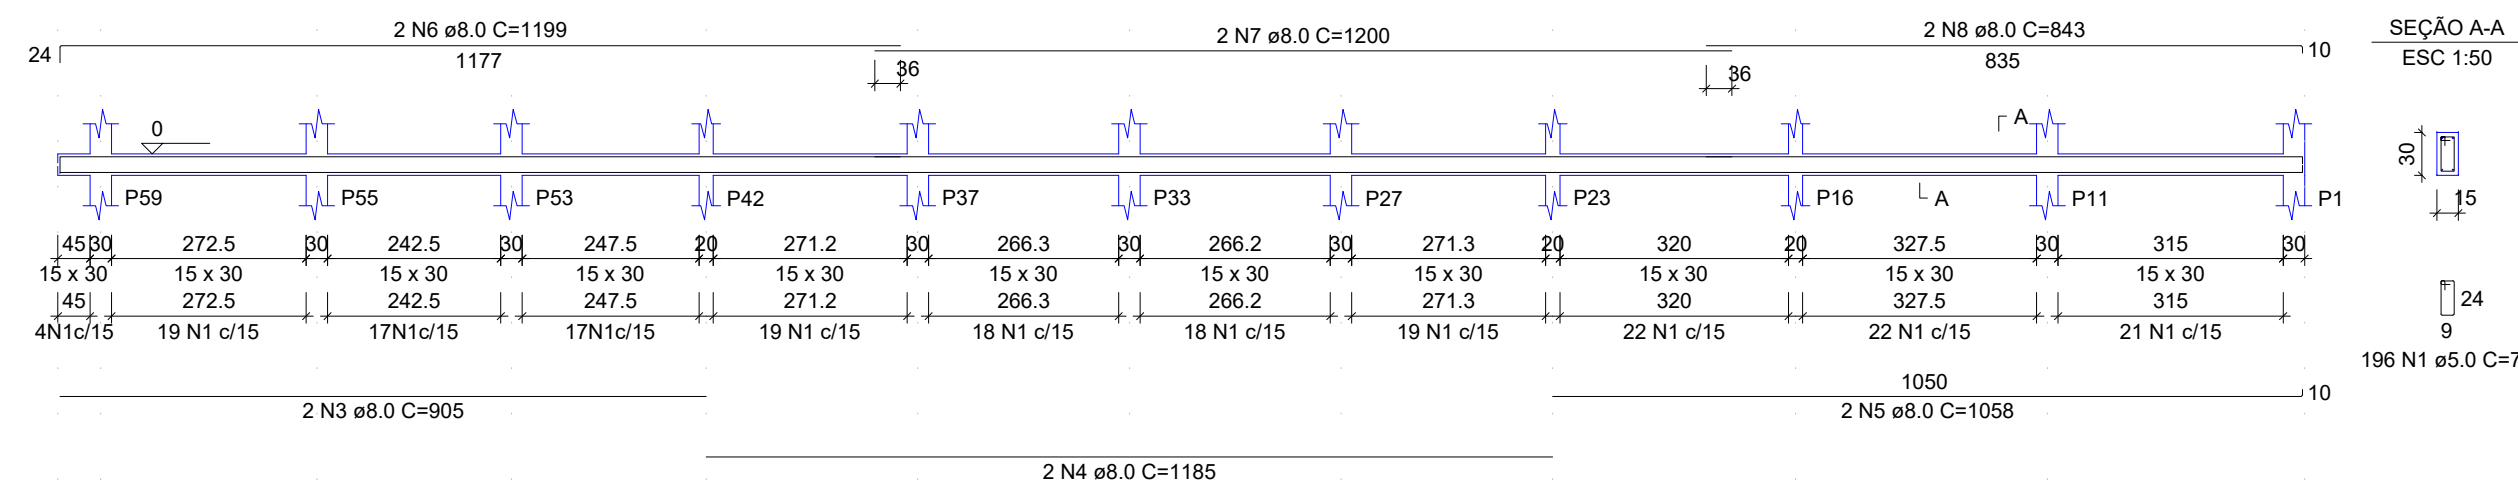 2 N6 ø8.0 C=1199
2 N7 ø8.0 C=1200
2 N8 ø8.0 C=843
SEÇÃO A-A
24
1177
36
36
835
10
ESC 1:50
0
A
30
P59
P55
P53
P42
P37
P33
P27
P23
P16
A
P11
P1
15
45 30 272.5 30 242.5 30 247.5 20 271.2 30 266.3 30 266.2 30 271.3 20 320 20 327.5 30 315 30
15 x 30 15 x 30 15 x 30 15 x 30 15 x 30 15 x 30 15 x 30 15 x 30 15 x 30 15 x 30 15 x 30
45 272.5 242.5 247.5 271.2 266.3 266.2 271.3 320 327.5 315
24
4N1c/15 19 N1 c/15 17N1c/15 17N1c/15 19 N1 c/15 18 N1 c/15 18 N1 c/15 19 N1 c/15 22 N1 c/15 22 N1 c/15 21 N1 c/15
9
196 N1 ø5.0 C=7
1050
10
2 N3 ø8.0 C=905
2 N5 ø8.0 C=1058
2 N4 ø8.0 C=1185